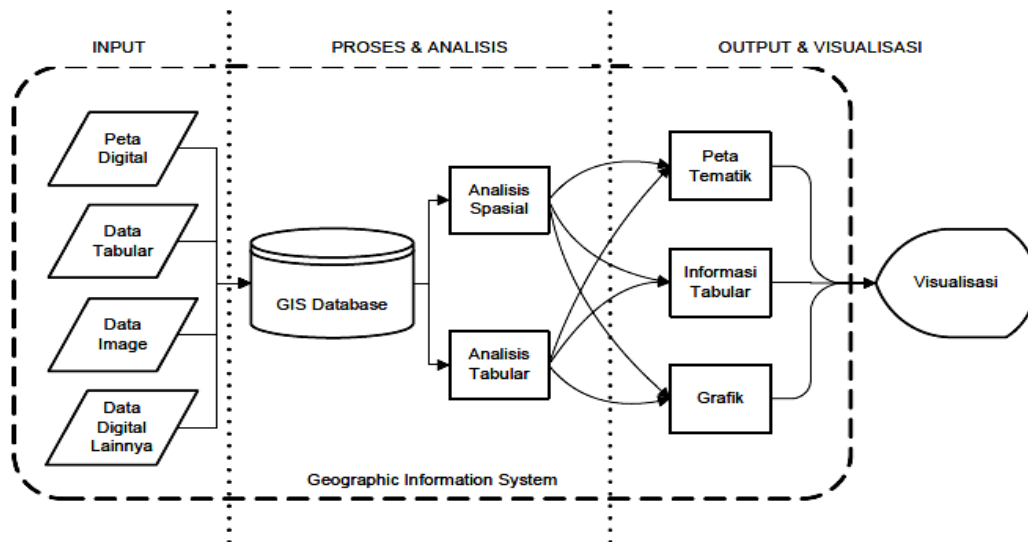 INPUT
PROSES & ANALISIS
OUTPUT & VISUALISASI
Peta
Digital
Data
Tabular
Data
Image
Data
Digital
Lainnya
GIS Database
Analisis
Spasial
Analisis
Tabular
Peta
Tematik
Informasi
Tabular
Grafik
Visualisasi
Geographic Information System